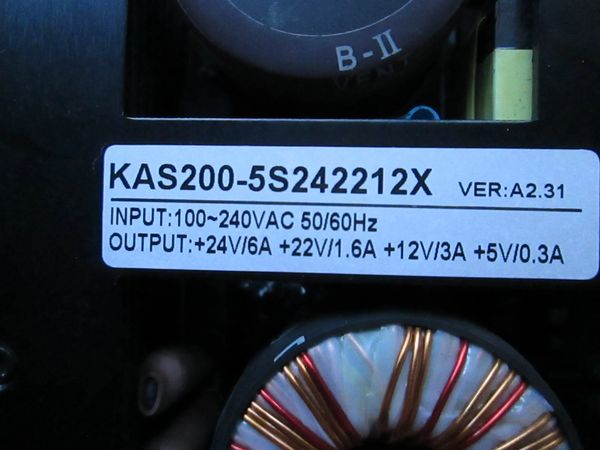 B-II
VENT
KAS200-5S242212X VER:A2.31
INPUT:100~240VAC 50/60Hz
OUTPUT:+24V/6A +22V/1.6A +12V/3A +5V/0.3A